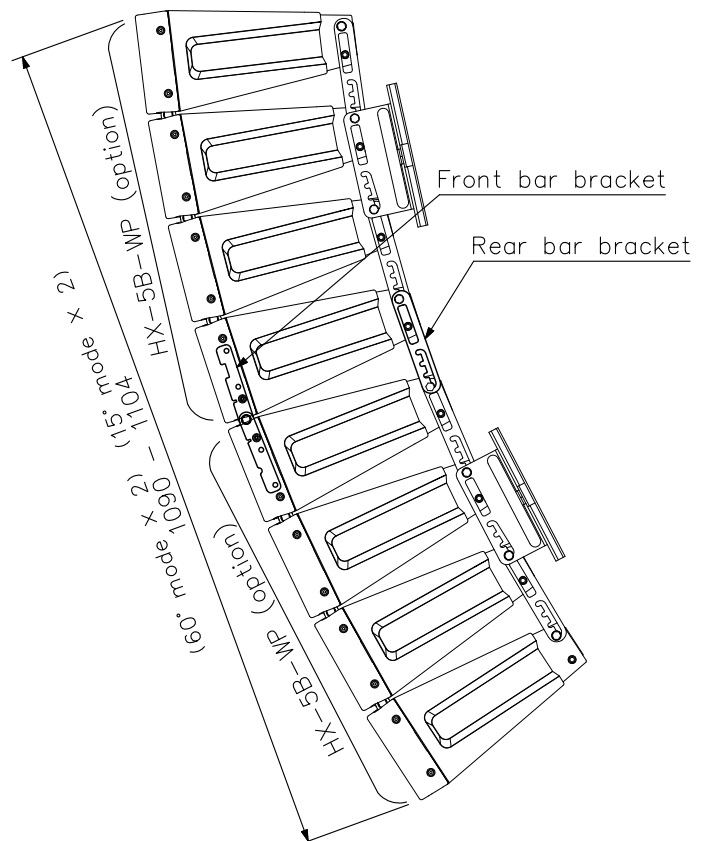 Front bar bracket
Rear bar bracket
HX-5B-WP (option)
(60° mode X 2) (15° mode X 2)
1090 - 1104
HX-5B-WP (option)